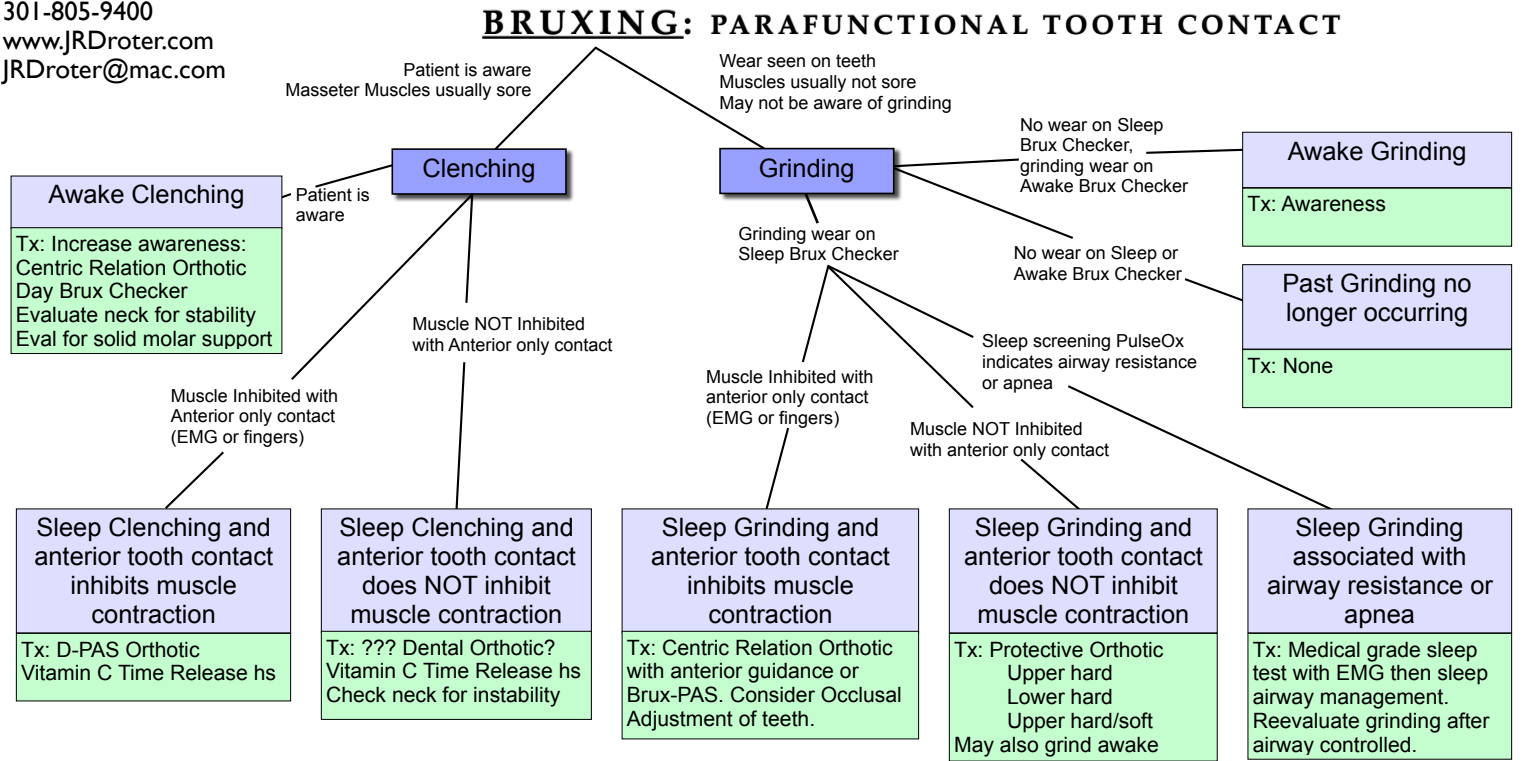 301-805-9400
www.JRDroter.com
JRDroter@mac.com
BRUXING: PARAFUNCTIONAL TOOTH CONTACT
Patient is aware
Masseter Muscles usually sore
Wear seen on teeth
Muscles usually not sore
May not be aware of grinding
Clenching
Grinding
No wear on Sleep
Brux Checker,
grinding wear on
Awake Brux Checker
Awake Grinding
Tx: Awareness
Patient is
aware
Awake Clenching
Tx: Increase awareness:
Centric Relation Orthotic
Day Brux Checker
Evaluate neck for stability
Eval for solid molar support
Grinding wear on
Sleep Brux Checker
No wear on Sleep or
Awake Brux Checker
Past Grinding no
longer occurring
Tx: None
Muscle Inhibited with
Anterior only contact
(EMG or fingers)
Muscle NOT Inhibited
with Anterior only contact
Muscle Inhibited with
anterior only contact
(EMG or fingers)
Muscle NOT Inhibited
with anterior only contact
Sleep screening PulseOx
indicates airway resistance
or apnea
Sleep Clenching and
anterior tooth contact
inhibits muscle
contraction
Tx: D-PAS Orthotic
Vitamin C Time Release hs
Sleep Clenching and
anterior tooth contact
does NOT inhibit
muscle contraction
Tx: ??? Dental Orthotic?
Vitamin C Time Release hs
Check neck for instability
Sleep Grinding and
anterior tooth contact
inhibits muscle
contraction
Tx: Centric Relation Orthotic
with anterior guidance or
Brux-PAS. Consider Occlusal
Adjustment of teeth.
Sleep Grinding and
anterior tooth contact
does NOT inhibit
muscle contraction
Tx: Protective Orthotic
Upper hard
Lower hard
Upper hard/soft
May also grind awake
Sleep Grinding
associated with
airway resistance or
apnea
Tx: Medical grade sleep
test with EMG then sleep
airway management.
Reevaluate grinding after
airway controlled.